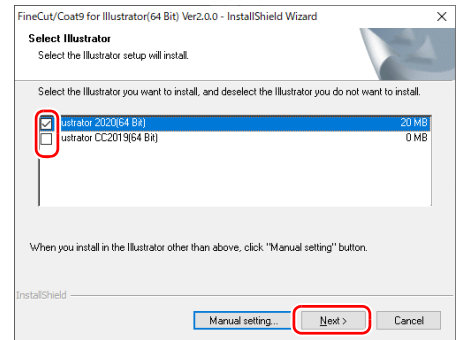 FineCut/Coat9 for Illustrator(64 Bit) Ver2.0.0 - InstallShield Wizard
Select Illustrator
Select the Illustrator setup will install.
Select the Illustrator you want to install, and deselect the Illustrator you do not want to install.
ustrator 2020(64 Bit) 20 MB
ustrator CC2019(64 Bit) 0 MB
When you install in the Illustrator other than above, click "Manual setting" button.
InstallShield
Manual setting... Next > Cancel